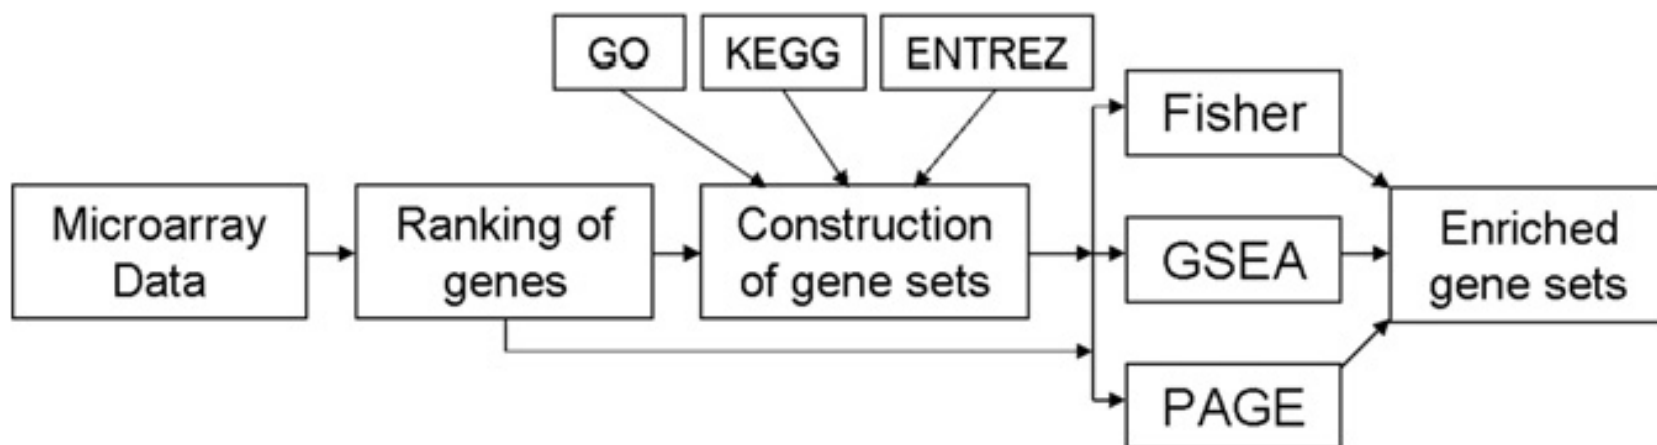 GO
KEGG
ENTREZ
Fisher
Microarray
Data
Ranking of
genes
Construction
of gene sets
GSEA
Enriched
gene sets
PAGE